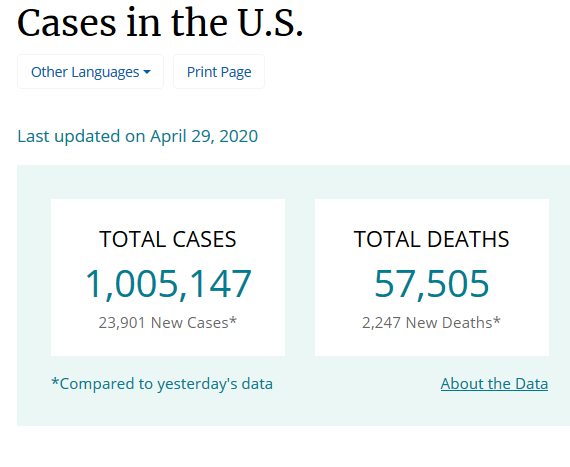 Cases in the U.S.
Other Languages
Print Page
Last updated on April 29, 2020
TOTAL CASES
1,005,147
23,901 New Cases*
TOTAL DEATHS
57,505
2,247 New Deaths*
*Compared to yesterday's data
About the Data